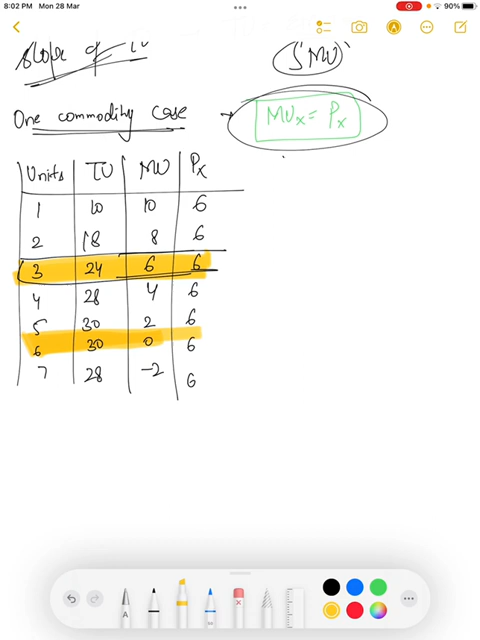 8:02 PM Mon 28 Mar
90%
Slope of TU
(SMU)
One commodity case → MUx = Px
Units TU MU Px
1 10 10 6
2 18 8 6
3 24 6 6
4 28 4 6
5 30 2 6
6 30 0 6
7 28 -2 6
A